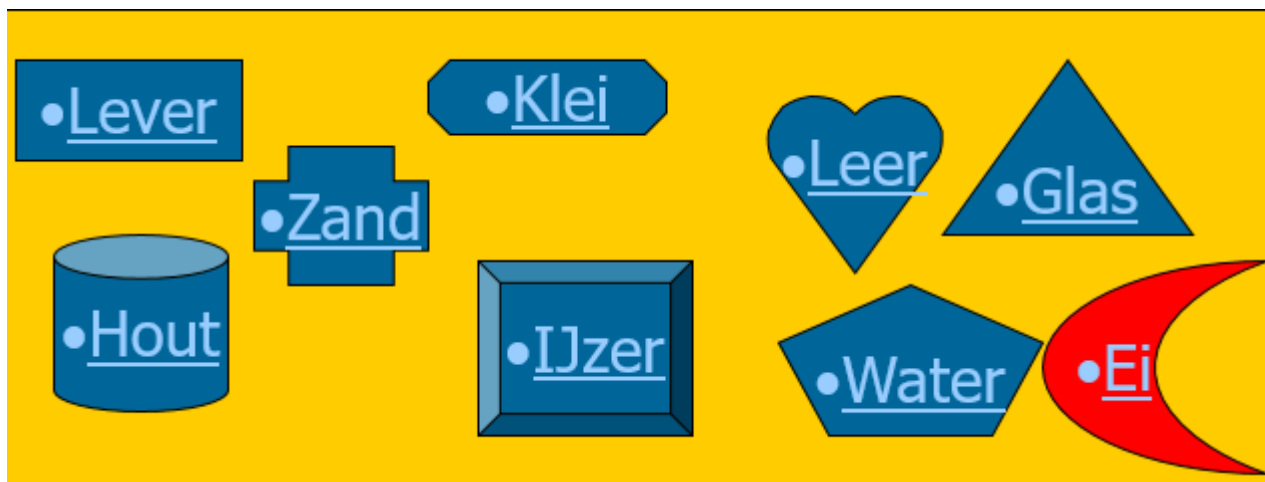 •Lever
•Klei
•Leer
•Glas
•Zand
•Hout
•IJzer
•Water
•Ei